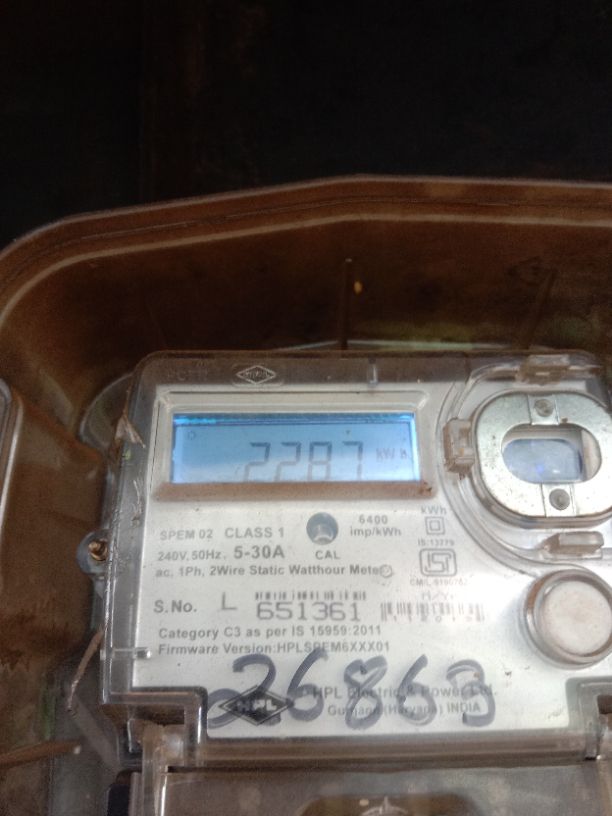 2287 kWh
kWh
SPEM 02 CLASS 1
6400
imp/kWh
IS:13779
240V, 50Hz, 5-30A
CAL
ac, 1Ph, 2Wire Static Watthour Meter
S.No. L 651361
Category C3 as per IS 15959:2011
Firmware Version:HPLSPEM6XXX01
26863
HPL
HPL Electric & Power Ltd.
Gurgaon (Haryana) INDIA